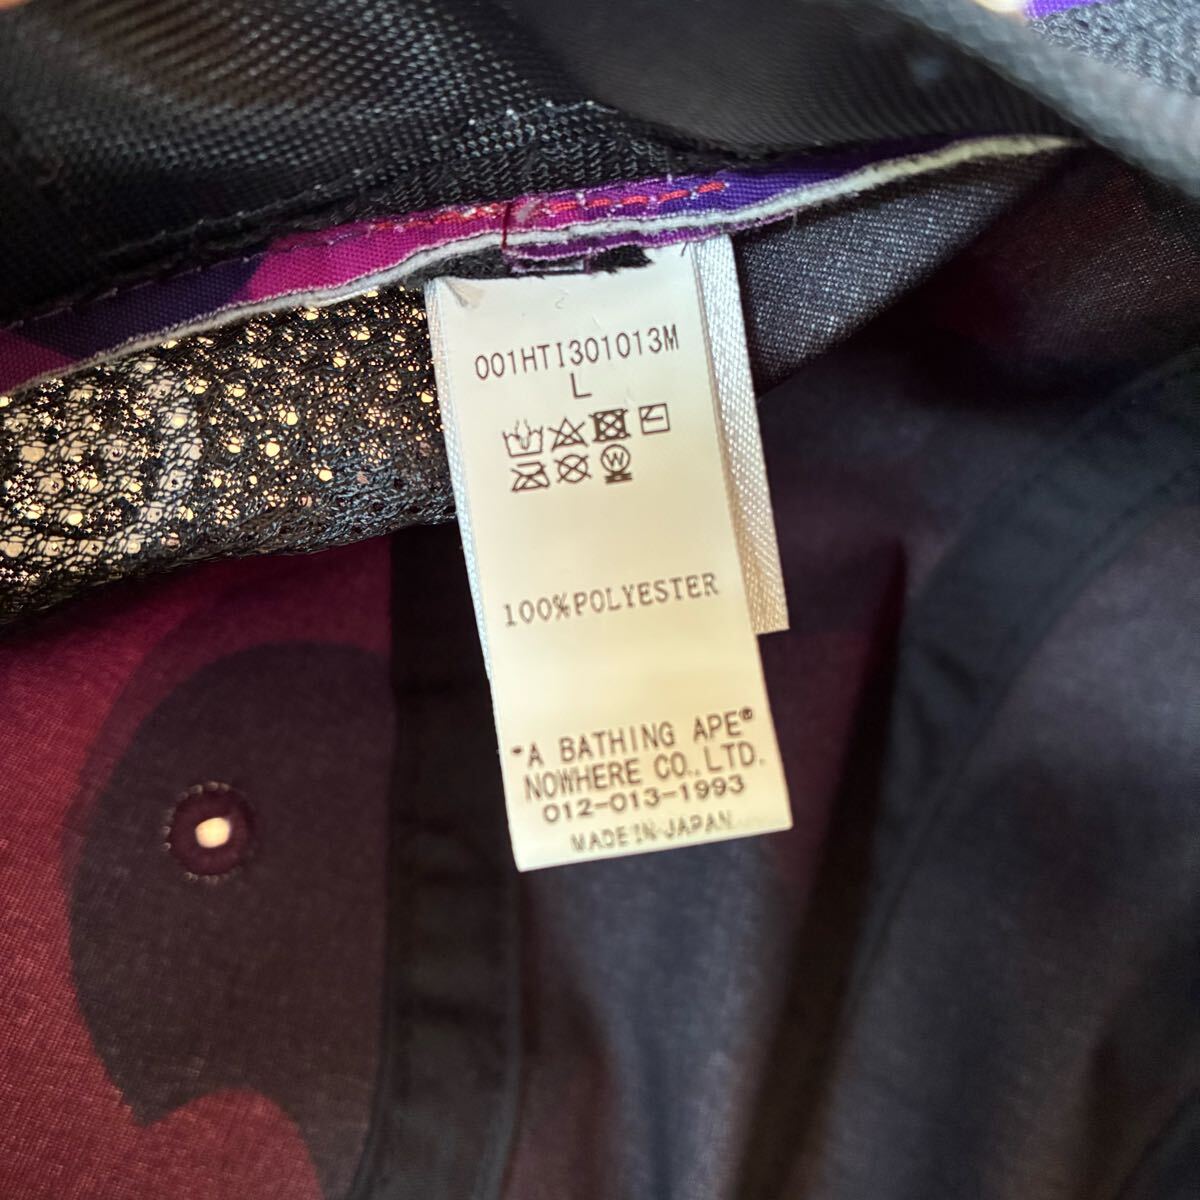 001HTI301013M
L
W
100%POLYESTER
"A BATHING APE®
NOWHERE CO.,LTD.
012-013-1993
MADE IN JAPAN